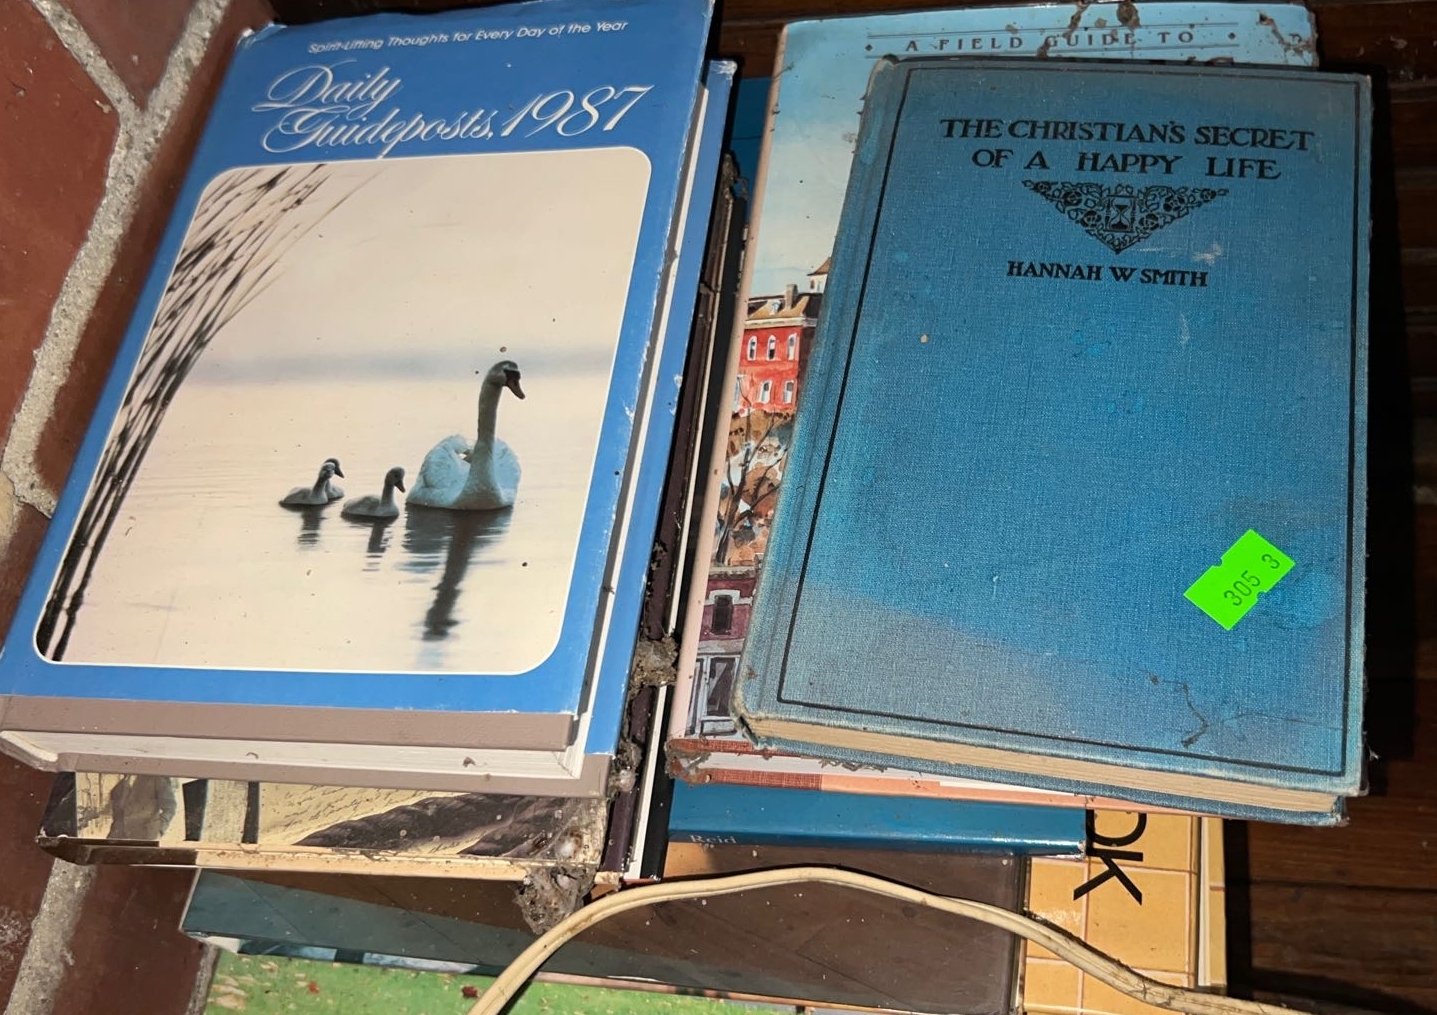 Spirit-Lifting Thoughts for Every Day of the Year
Daily
Guideposts, 1987
A FIELD GUIDE TO
THE CHRISTIAN'S SECRET
OF A HAPPY LIFE
HANNAH W SMITH
305 3
Reid
OK